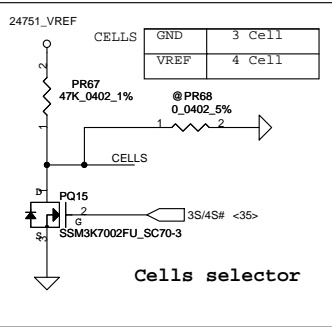 24751_VREF
CELLS GND 3 Cell
VREF 4 Cell
2
PR67
47K_0402_1%
1
@PR68
0_0402_5%
1 2
CELLS
D
1
PQ15
2
G
SSM3K7002FU_SC70-3
S
3
3S/4S# <35>
Cells selector